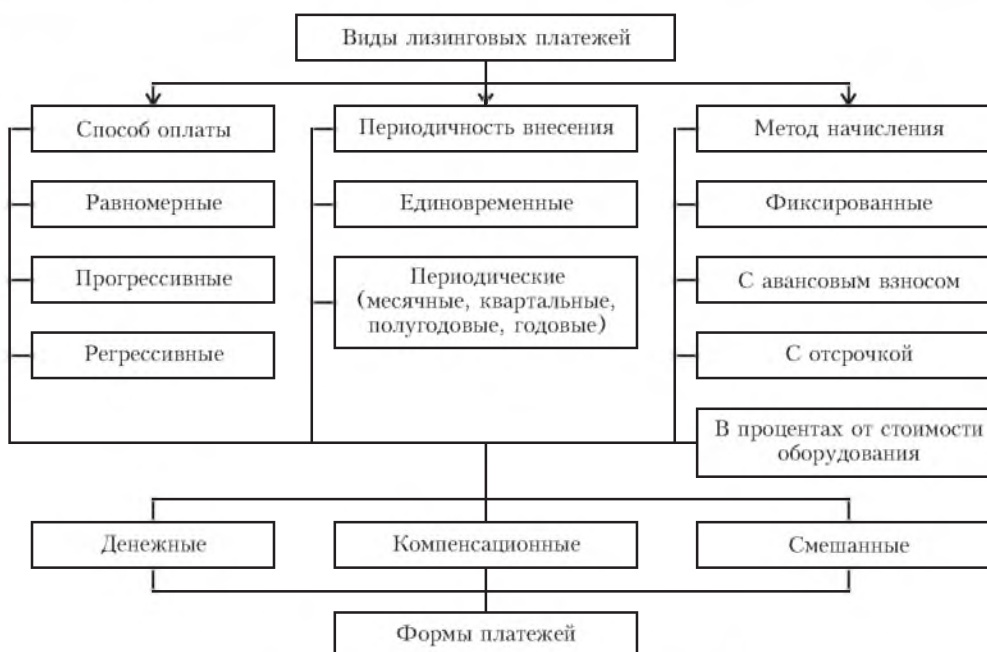 Виды лизинговых платежей
Способ оплаты
Равномерные
Прогрессивные
Регрессивные
Периодичность внесения
Единовременные
Периодические
(месячные, квартальные,
полугодовые, годовые)
Метод начисления
Фиксированные
С авансовым взносом
С отсрочкой
В процентах от стоимости
оборудования
Денежные
Компенсационные
Смешанные
Формы платежей